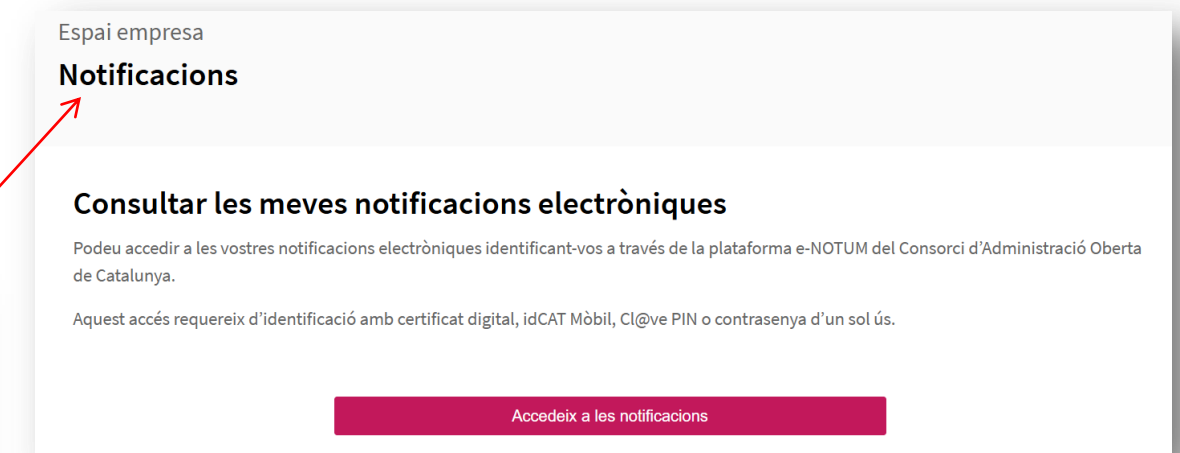 Espai empresa
Notificacions
Consultar les meves notificacions electròniques
Podeu accedir a les vostres notificacions electròniques identificant-vos a través de la plataforma e-NOTUM del Consorci d’Administració Oberta
de Catalunya.
Aquest accés requereix d’identificació amb certificat digital, idCAT Mòbil, Cl@ve PIN o contrasenya d’un sol ús.
Accedeix a les notificacions